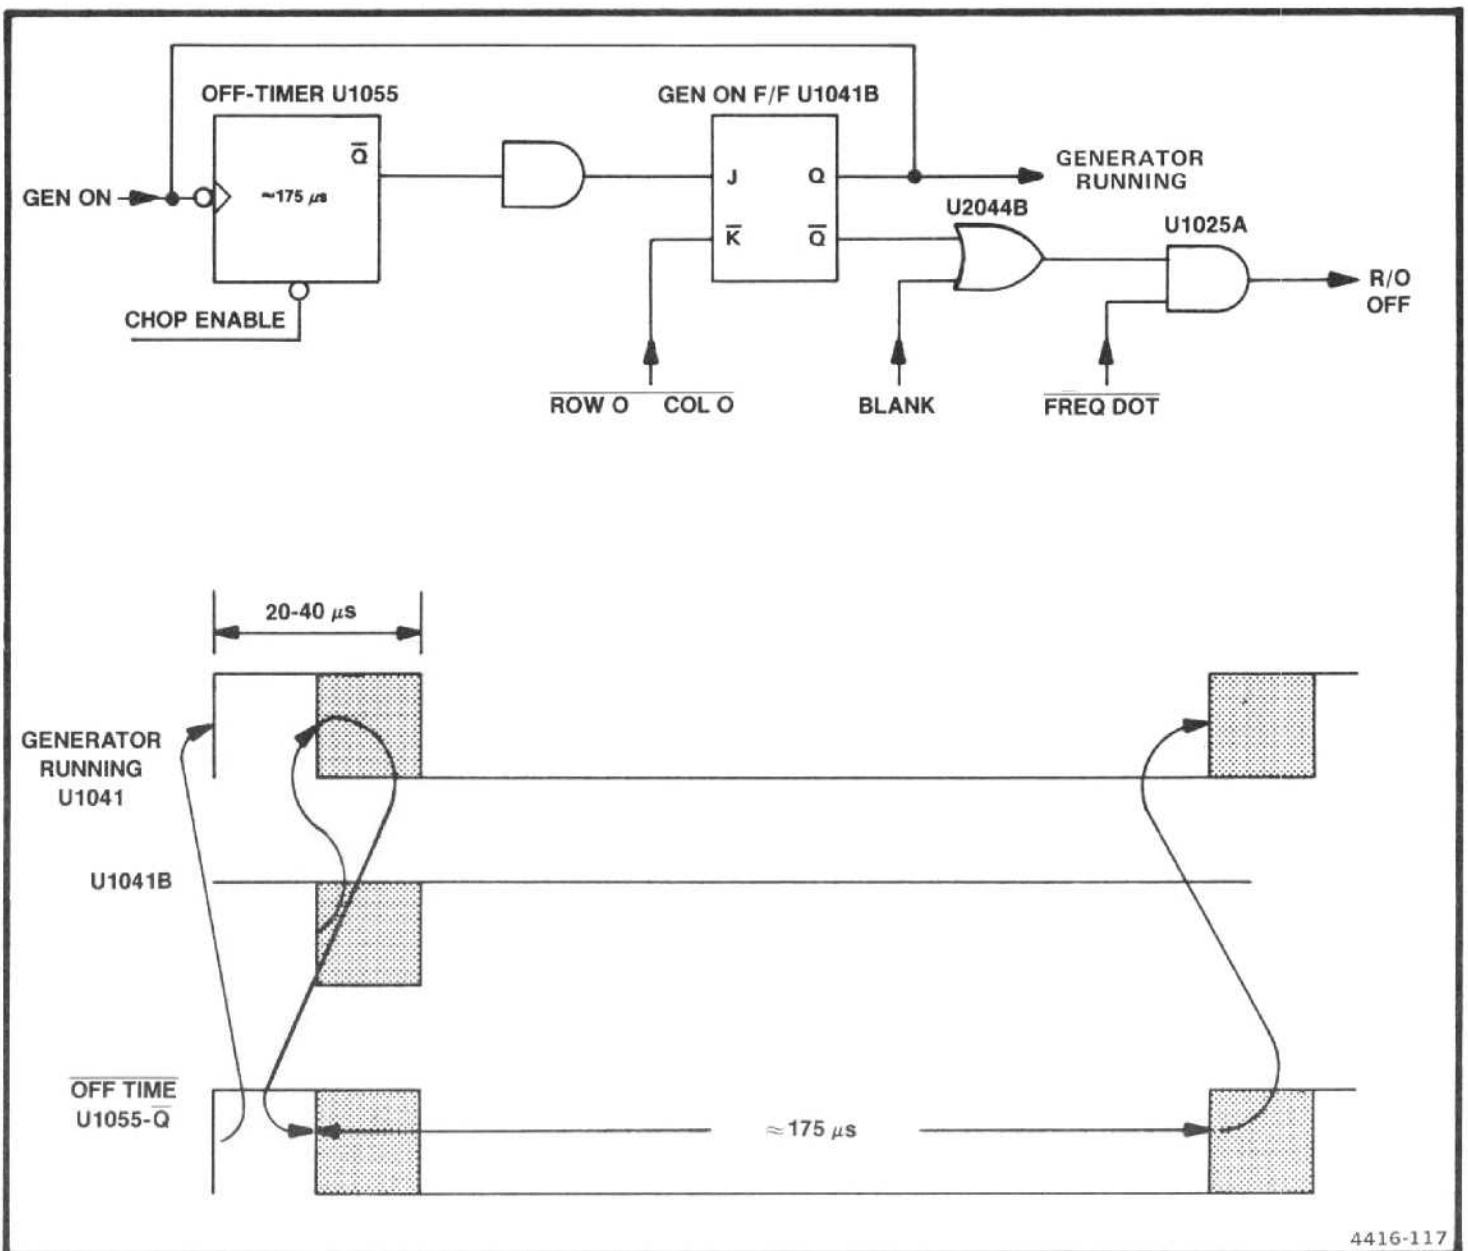 OFF-TIMER U1055
GEN ON F/F U1041B
Q̅
≈175 μs
GEN ON
CHOP ENABLE
J
Q
K̅
Q̅
GENERATOR
RUNNING
U2044B
U1025A
R/O
OFF
ROW O COL O
BLANK
FREQ DOT
20-40 μs
GENERATOR
RUNNING
U1041
U1041B
OFF TIME
U1055-Q̅
≈175 μs
4416-117